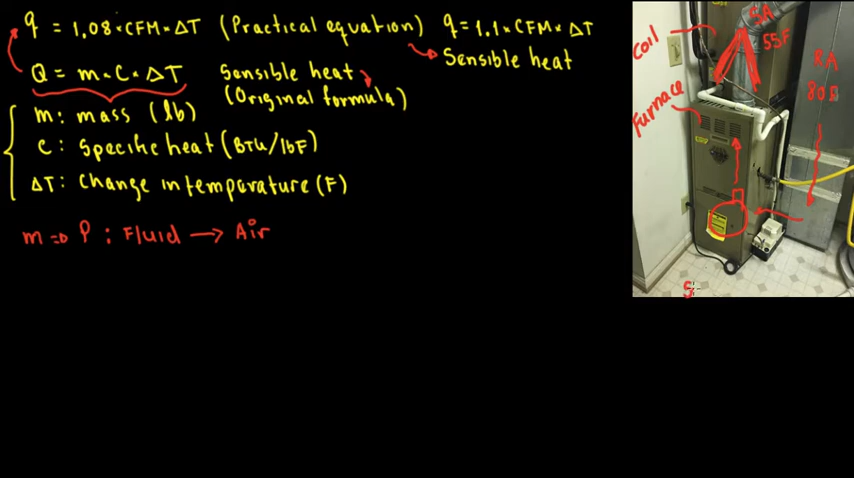 q = 1.08 × CFM × ΔT (Practical equation) q = 1.1 × CFM × ΔT
Sensible heat
Q = m · C · ΔT Sensible heat
(Original formula)
m: mass (lb)
c: Specific heat (BTU/lbF)
ΔT: Change in temperature (F)
m => ρ : Fluid → Air
SA
55F
Coil
RA
80
Furnace
S